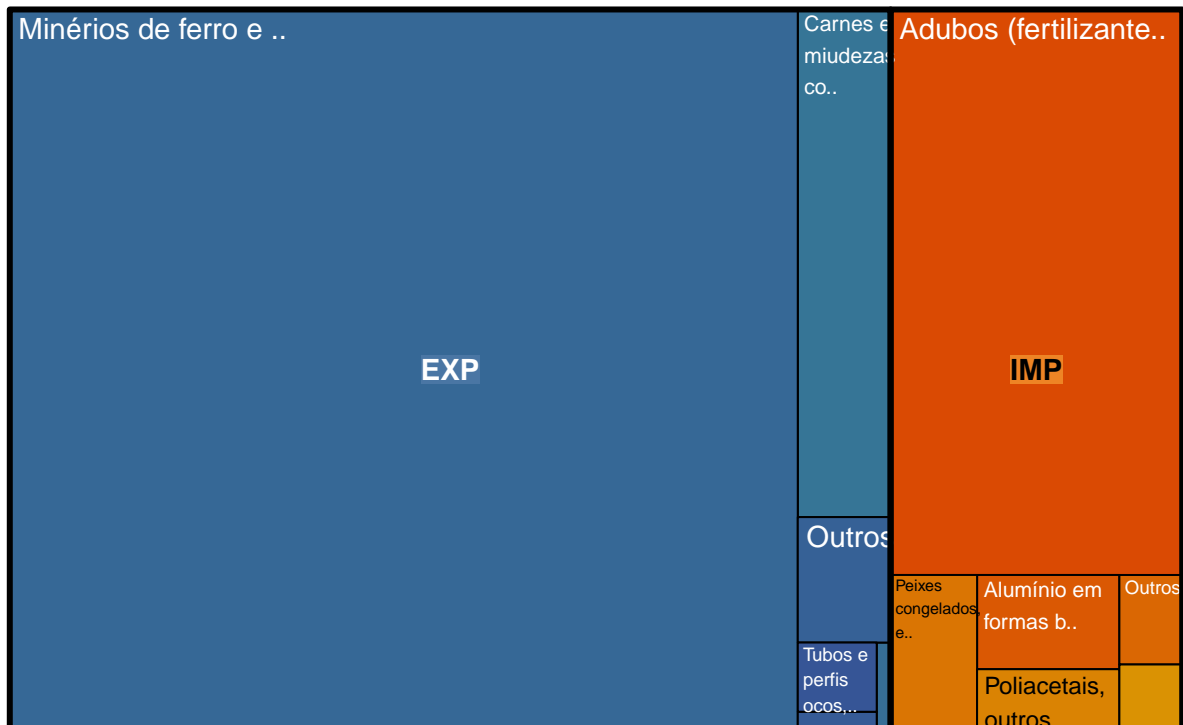 Minérios de ferro e ..
EXP
Carnes e
miudezas
co..
Outros
Tubos e
perfis
ocos,..
Adubos (fertilizante..
IMP
Peixes
congelados,
e..
Alumínio em
formas b..
Outros
Poliacetais,
outros